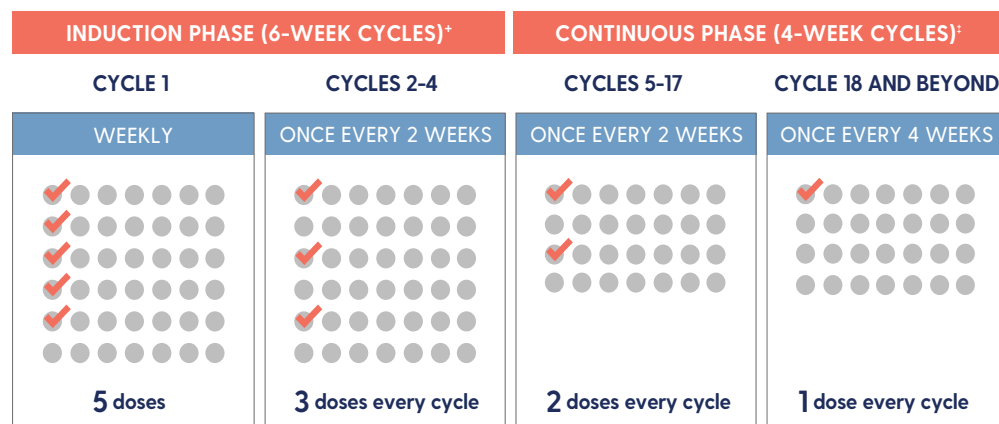 INDUCTION PHASE (6-WEEK CYCLES)⁺
CONTINUOUS PHASE (4-WEEK CYCLES)‡
CYCLE 1
CYCLES 2-4
CYCLES 5-17
CYCLE 18 AND BEYOND
WEEKLY
ONCE EVERY 2 WEEKS
ONCE EVERY 2 WEEKS
ONCE EVERY 4 WEEKS
5 doses
3 doses every cycle
2 doses every cycle
1 dose every cycle